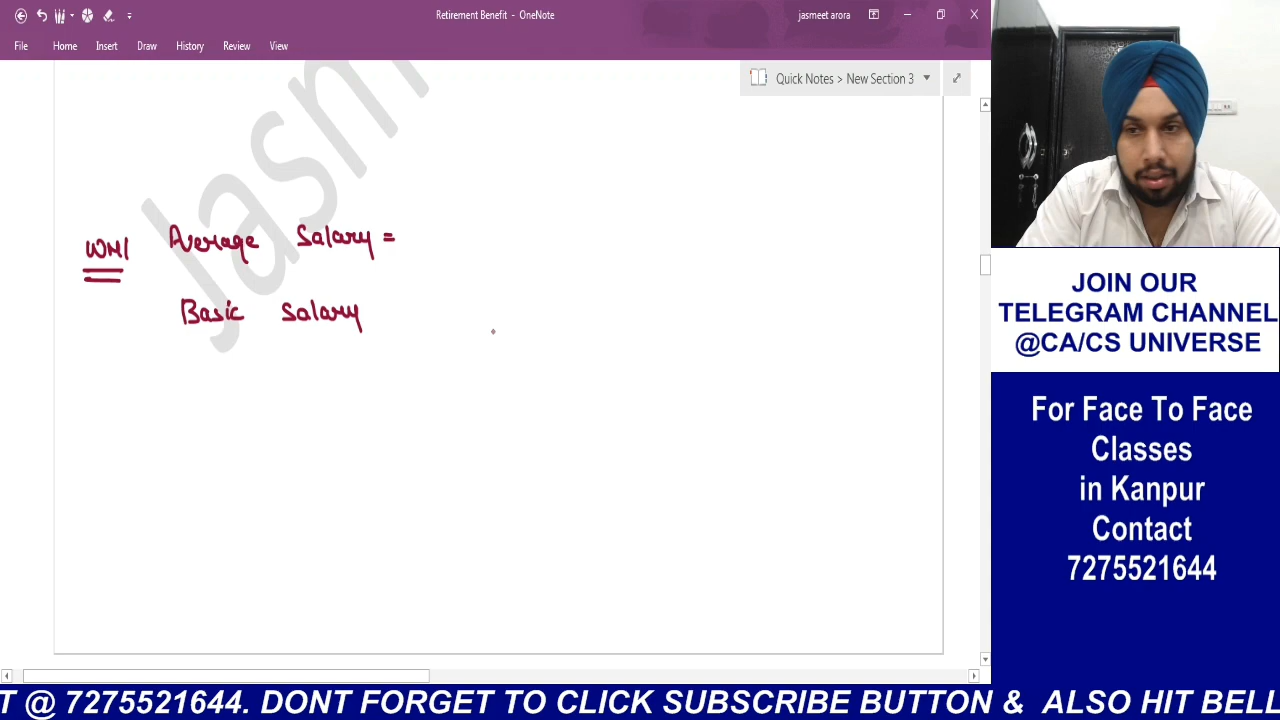 Retirement Benefit - OneNote
jasmeet arora
File Home Insert Draw History Review View
Quick Notes > New Section 3
Jasm
WN1 Average Salary =
Basic Salary
JOIN OUR
TELEGRAM CHANNEL
@CA/CS UNIVERSE
For Face To Face
Classes
in Kanpur
Contact
7275521644
T @ 7275521644. DONT FORGET TO CLICK SUBSCRIBE BUTTON & ALSO HIT BELL